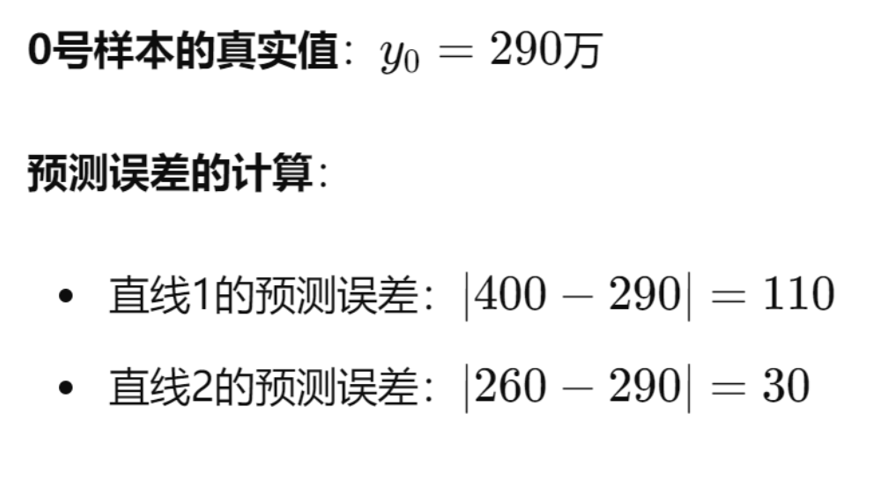 0号样本的真实值：y₀ = 290万
预测误差的计算：
• 直线1的预测误差：|400 − 290| = 110
• 直线2的预测误差：|260 − 290| = 30